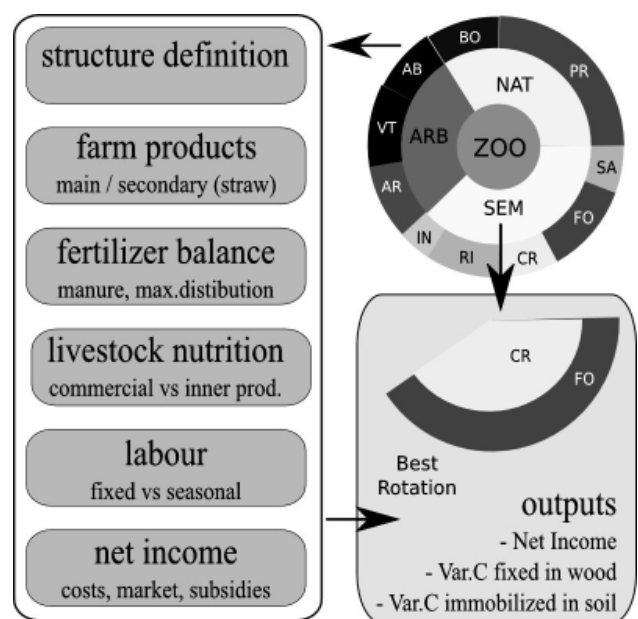 structure definition
farm products
main / secondary (straw)
fertilizer balance
manure, max.distibution
livestock nutrition
commercial vs inner prod.
labour
fixed vs seasonal
net income
costs, market, subsidies
BO
PR
AB
NAT
VT
ARB
ZOO
SA
AR
SEM
FO
IN
RI
CR
CR
FO
Best
Rotation
outputs
- Net Income
- Var.C fixed in wood
- Var.C immobilized in soil